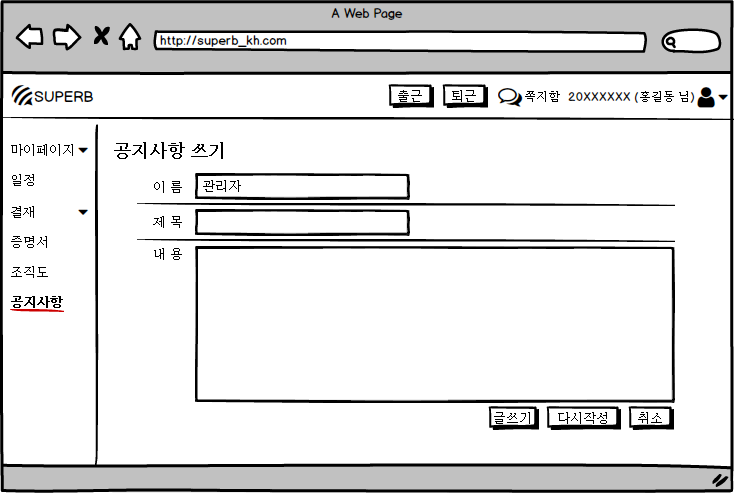 A Web Page
http://superb_kh.com
SUPERB 출근 퇴근 쪽지함 20XXXXXX (홍길동 님)
마이페이지
일정
결재
증명서
조직도
공지사항
공지사항 쓰기
이 름 관리자
제 목
내 용
글쓰기 다시작성 취소